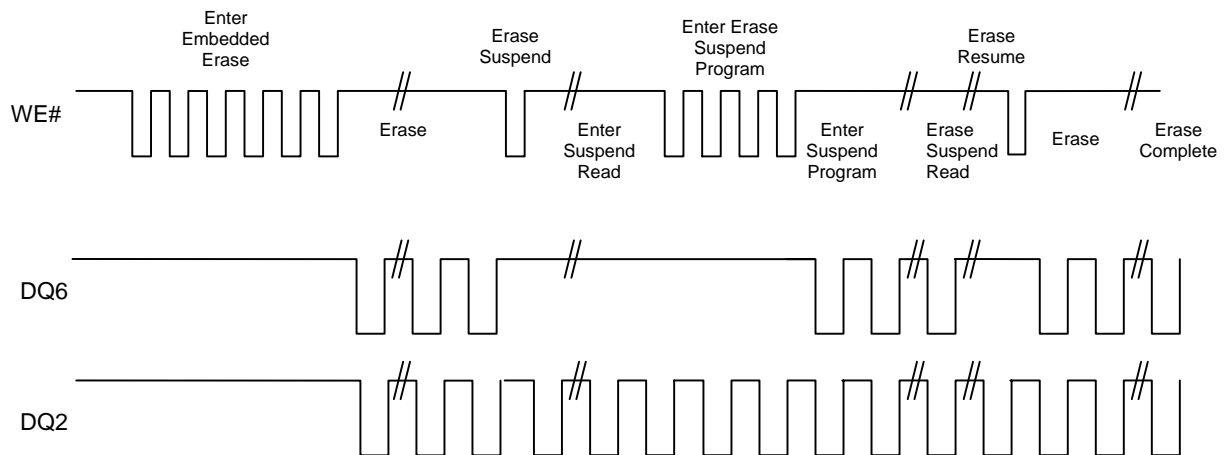 Enter
Embedded
Erase
Erase
Suspend
Enter Erase
Suspend
Program
Erase
Resume
WE#
Erase
Enter
Suspend
Read
Enter
Suspend
Program
Erase
Suspend
Read
Erase
Erase
Complete
DQ6
DQ2